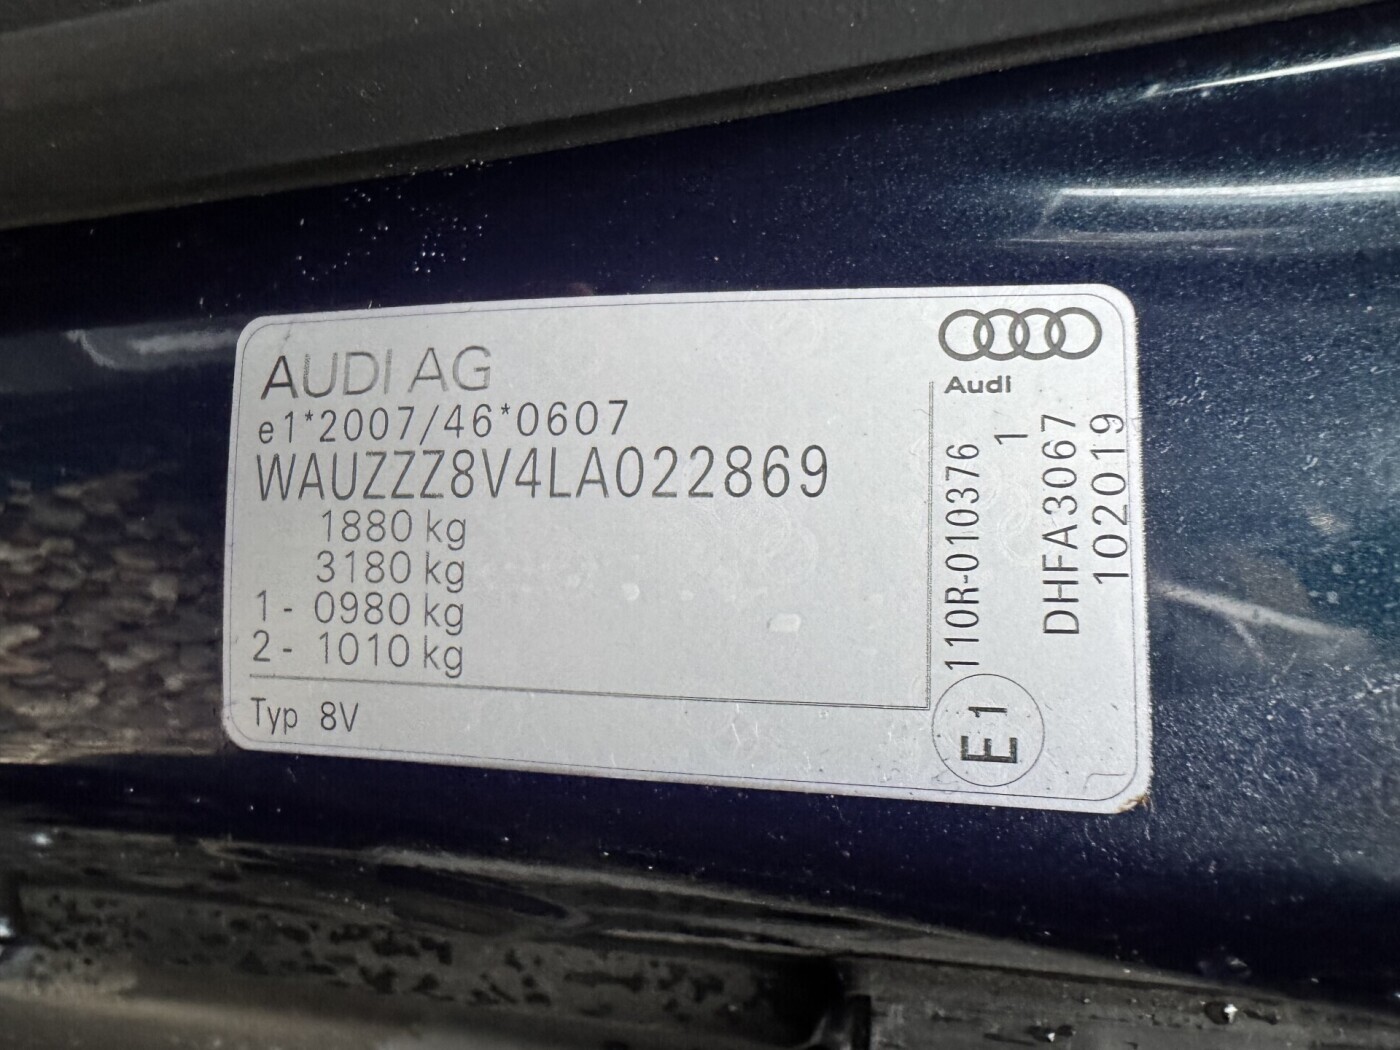 AUDI AG
e1*2007/46*0607
WAUZZZ8V4LA022869
1880 kg
3180 kg
1- 0980 kg
2- 1010 kg
Typ 8V
Audi
E1
110R-010376
1
DHFA3067
102019